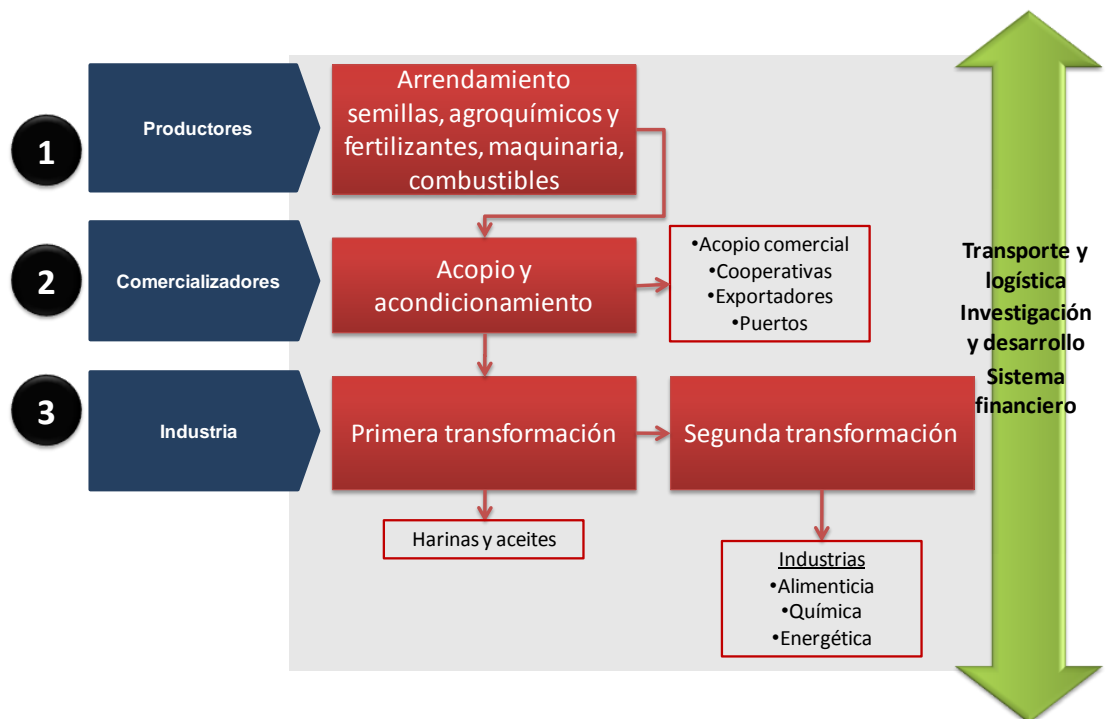 1
Productores
Arrendamiento
semillas, agroquímicos y
fertilizantes, maquinaria,
combustibles
2
Comercializadores
Acopio y
acondicionamiento
•Acopio comercial
•Cooperativas
•Exportadores
•Puertos
3
Industria
Primera transformación
Segunda transformación
Harinas y aceites
Industrias
•Alimenticia
•Química
•Energética
Transporte y
logística
Investigación
y desarrollo
Sistema
financiero